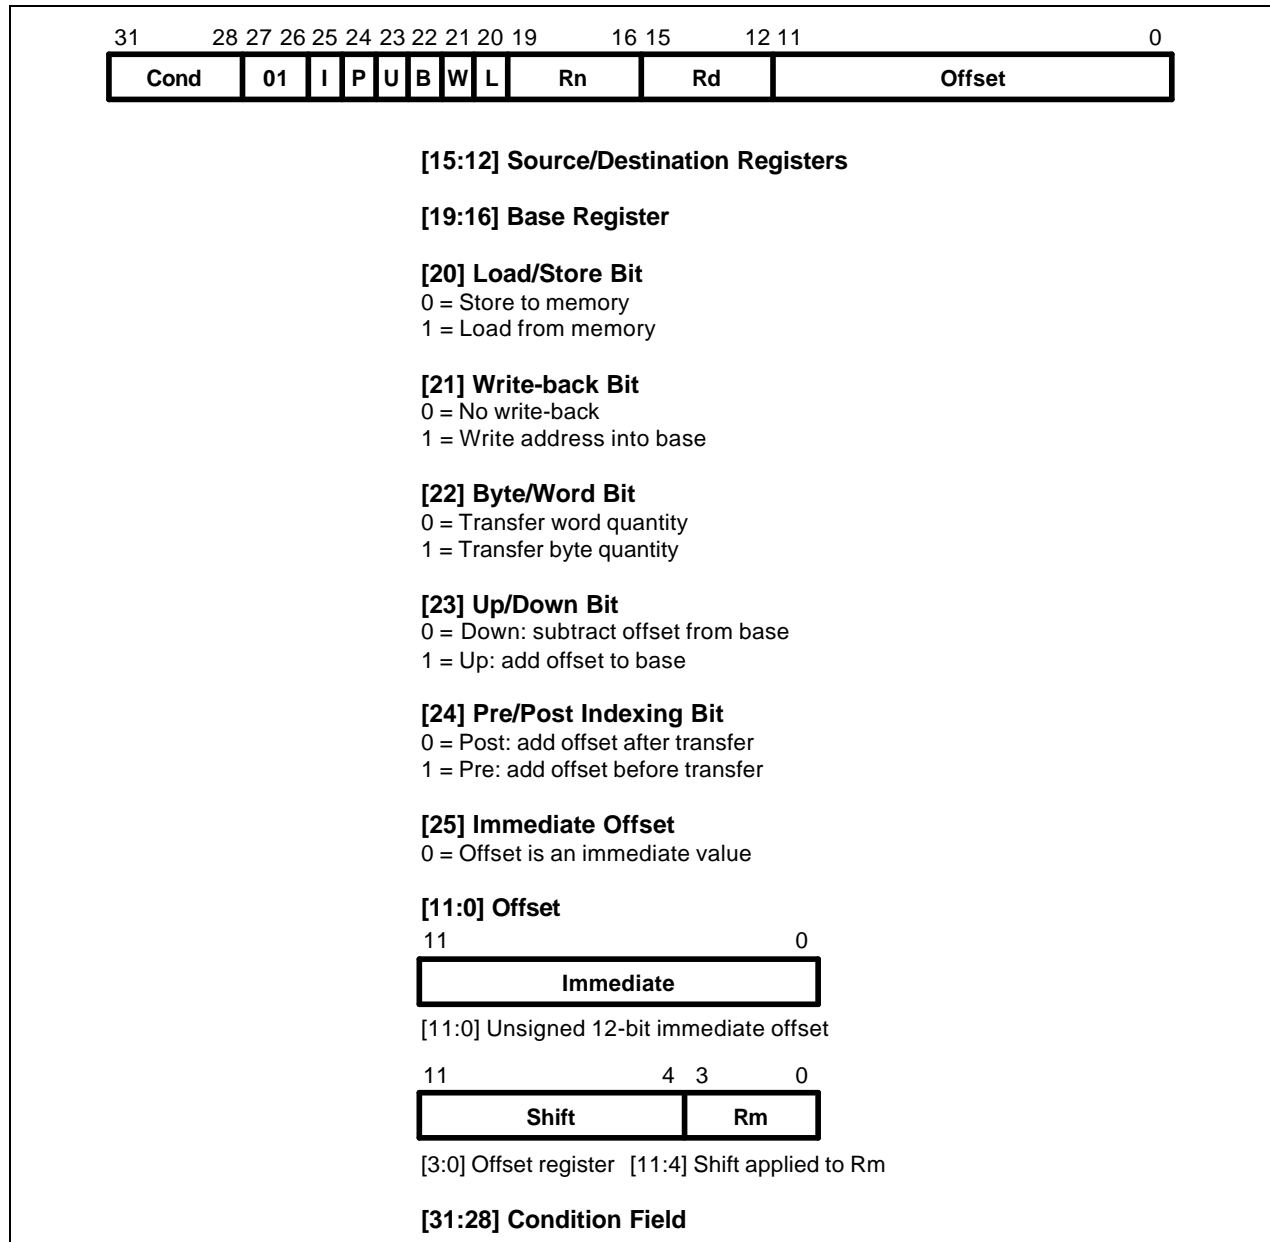 31 28 27 26 25 24 23 22 21 20 19 16 15 12 11 0
Cond 01 I P U B W L Rn Rd Offset
[15:12] Source/Destination Registers
[19:16] Base Register
[20] Load/Store Bit
0 = Store to memory
1 = Load from memory
[21] Write-back Bit
0 = No write-back
1 = Write address into base
[22] Byte/Word Bit
0 = Transfer word quantity
1 = Transfer byte quantity
[23] Up/Down Bit
0 = Down: subtract offset from base
1 = Up: add offset to base
[24] Pre/Post Indexing Bit
0 = Post: add offset after transfer
1 = Pre: add offset before transfer
[25] Immediate Offset
0 = Offset is an immediate value
[11:0] Offset
11 0
Immediate
[11:0] Unsigned 12-bit immediate offset
11 4 3 0
Shift Rm
[3:0] Offset register [11:4] Shift applied to Rm
[31:28] Condition Field